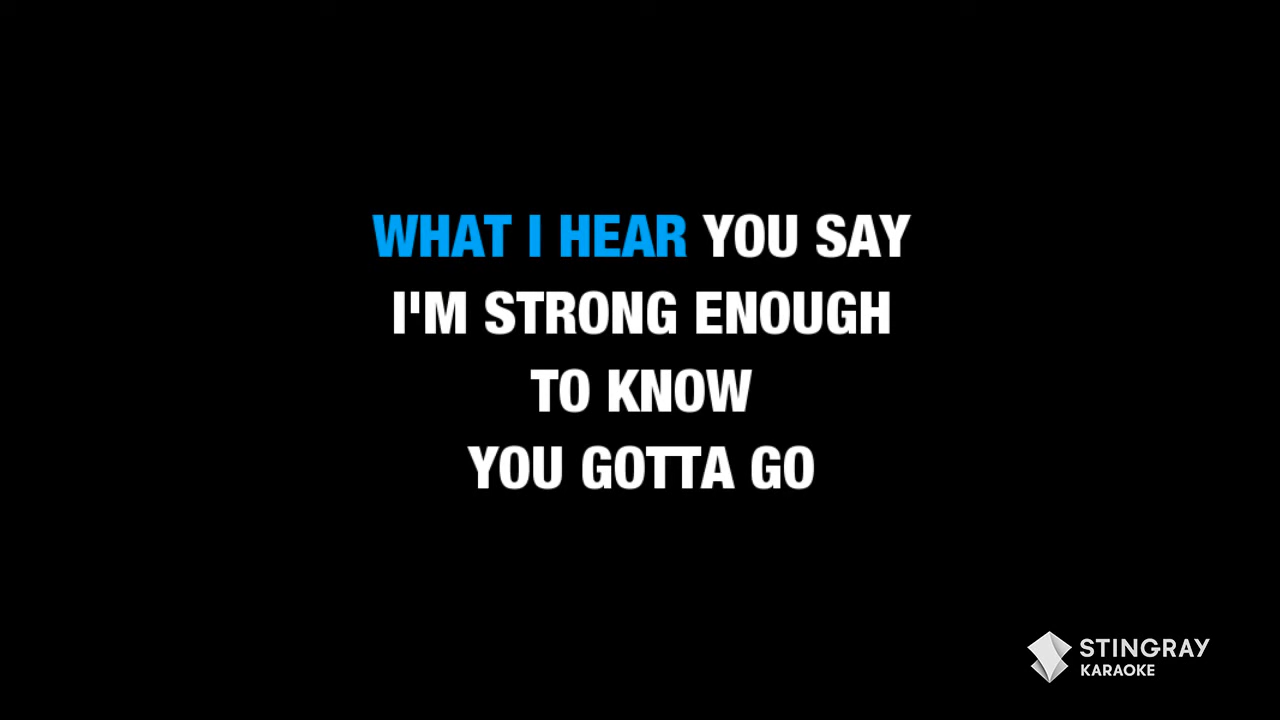 WHAT I HEAR YOU SAY
I'M STRONG ENOUGH
TO KNOW
YOU GOTTA GO
STINGRAY
KARAOKE